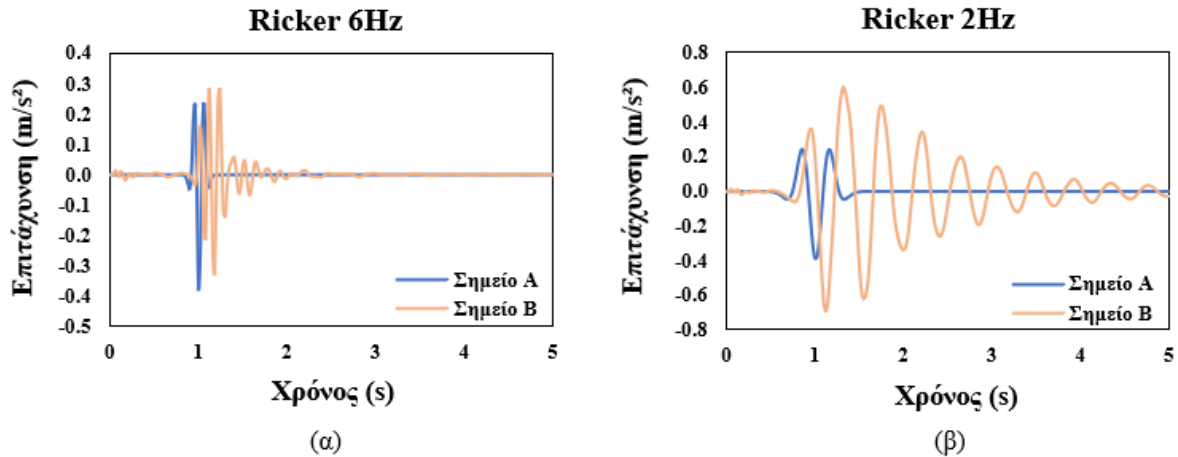 Ricker 6Hz
0.4
0.3
0.2
0.1
0.0
-0.1
-0.2
-0.3
-0.4
-0.5
Επιτάχυνση (m/s²)
Σημείο Α
Σημείο Β
0 1 2 3 4 5
Χρόνος (s)
(α)
Ricker 2Hz
0.8
0.6
0.4
0.2
0.0
-0.2
-0.4
-0.6
-0.8
Επιτάχυνση (m/s²)
Σημείο Α
Σημείο Β
0 1 2 3 4 5
Χρόνος (s)
(β)